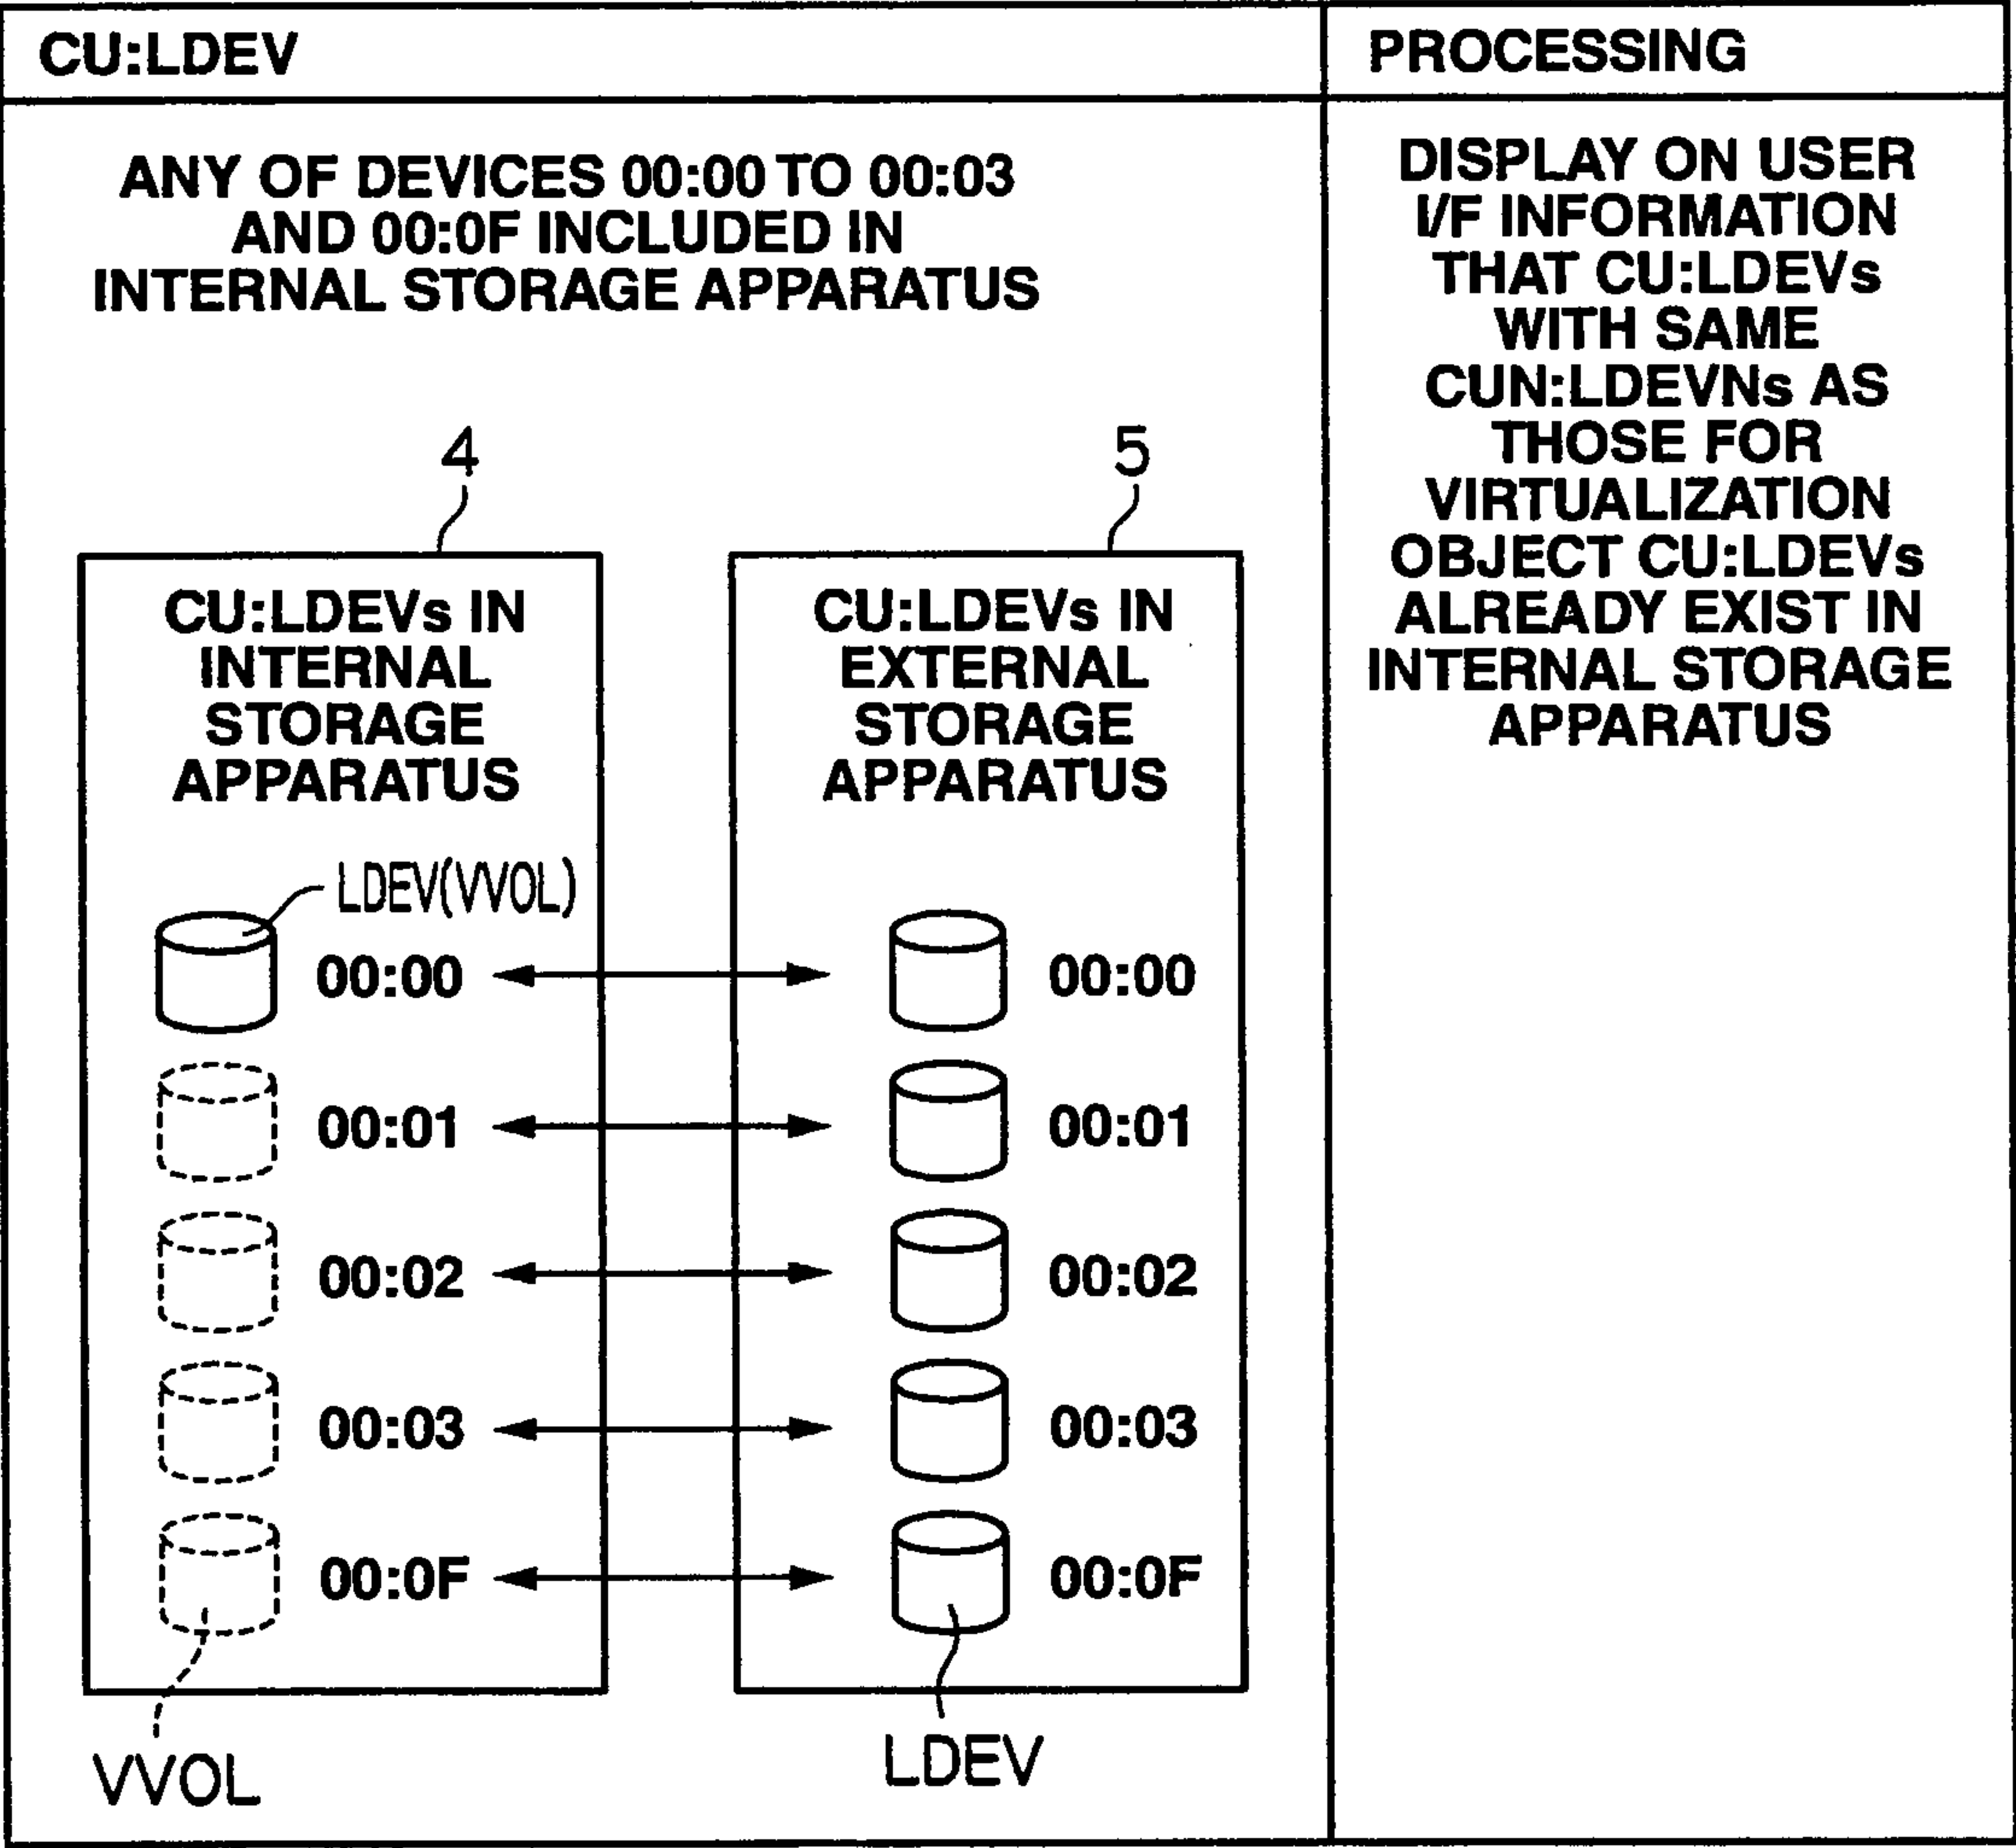 CU:LDEV
PROCESSING
ANY OF DEVICES 00:00 TO 00:03
AND 00:0F INCLUDED IN
INTERNAL STORAGE APPARATUS
4
5
CU:LDEVs IN
INTERNAL
STORAGE
APPARATUS
LDEV(VVOL)
00:00
00:01
00:02
00:03
00:0F
VVOL
CU:LDEVs IN
EXTERNAL
STORAGE
APPARATUS
00:00
00:01
00:02
00:03
00:0F
LDEV
DISPLAY ON USER
I/F INFORMATION
THAT CU:LDEVs
WITH SAME
CUN:LDEVNs AS
THOSE FOR
VIRTUALIZATION
OBJECT CU:LDEVs
ALREADY EXIST IN
INTERNAL STORAGE
APPARATUS